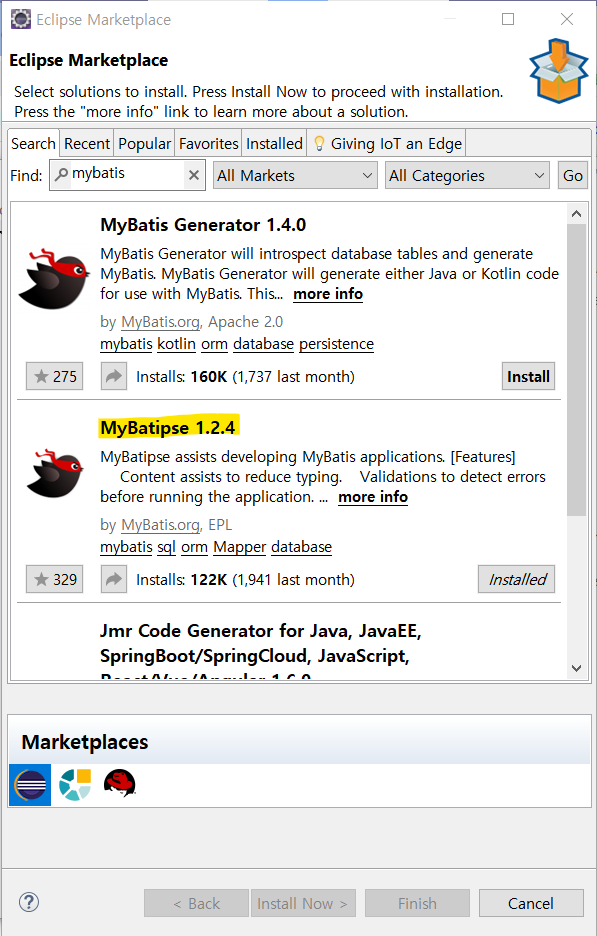 Eclipse Marketplace
Eclipse Marketplace
Select solutions to install. Press Install Now to proceed with installation.
Press the "more info" link to learn more about a solution.
Search Recent Popular Favorites Installed Giving IoT an Edge
Find: mybatis All Markets All Categories Go
MyBatis Generator 1.4.0
MyBatis Generator will introspect database tables and generate
MyBatis. MyBatis Generator will generate either Java or Kotlin code
for use with MyBatis. This... more info
by MyBatis.org, Apache 2.0
mybatis kotlin orm database persistence
275 Installs: 160K (1,737 last month) Install
MyBatipse 1.2.4
MyBatipse assists developing MyBatis applications. [Features]
Content assists to reduce typing. Validations to detect errors
before running the application. ... more info
by MyBatis.org, EPL
mybatis sql orm Mapper database
329 Installs: 122K (1,941 last month) Installed
Jmr Code Generator for Java, JavaEE,
SpringBoot/SpringCloud, JavaScript,
React/Vue/Angular 1.6.0
Marketplaces
? < Back Install Now > Finish Cancel